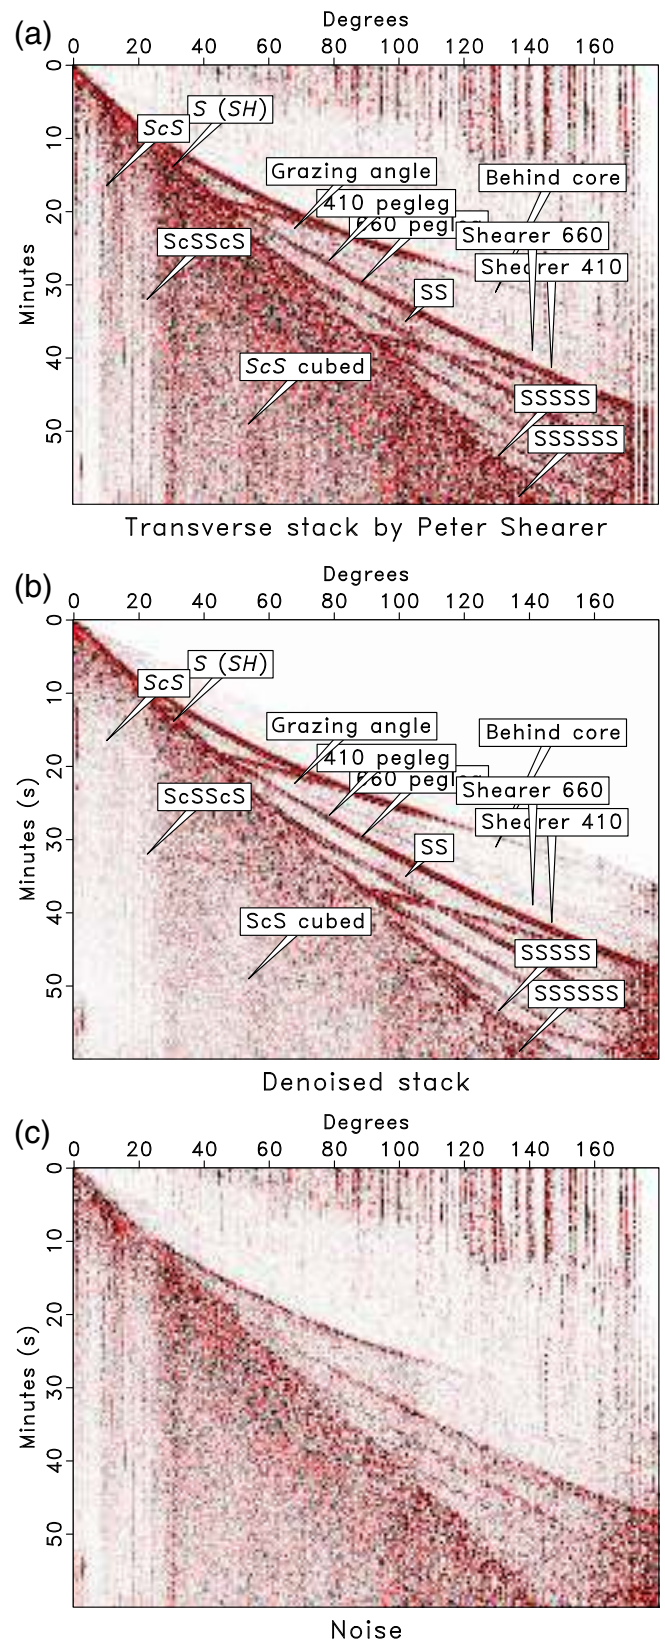 (a)
Degrees
0 20 40 60 80 100 120 140 160
0
10
20
30
40
50
Minutes
S (SH)
ScS
Grazing angle
Behind core
410 pegleg
660 pegleg
Shearer 660
ScSScS
Shearer 410
SS
ScS cubed
SSSSS
SSSSSS
Transverse stack by Peter Shearer
(b)
Degrees
0 20 40 60 80 100 120 140 160
0
10
20
30
40
50
Minutes (s)
S (SH)
ScS
Grazing angle
Behind core
410 pegleg
660 pegleg
Shearer 660
ScSScS
Shearer 410
SS
ScS cubed
SSSSS
SSSSSS
Denoised stack
(c)
Degrees
0 20 40 60 80 100 120 140 160
0
10
20
30
40
50
Minutes (s)
Noise